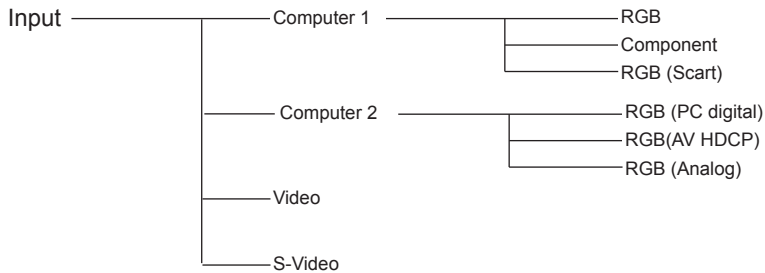 Input
Computer 1
RGB
Component
RGB (Scart)
Computer 2
RGB (PC digital)
RGB(AV HDCP)
RGB (Analog)
Video
S-Video